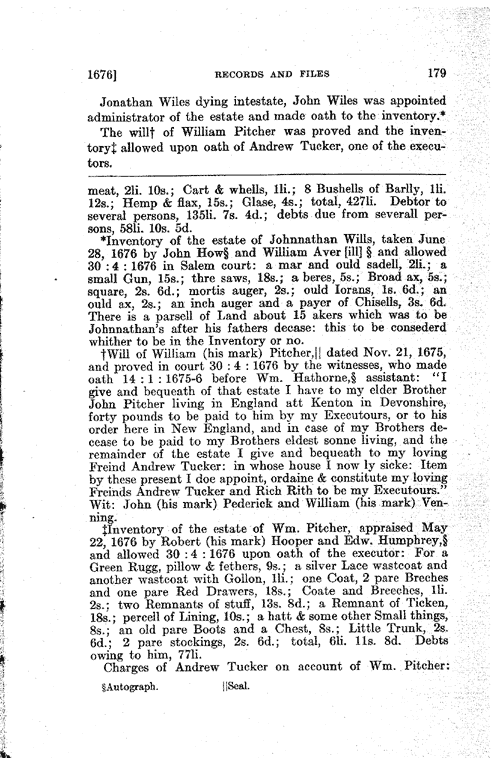 1676] RECORDS AND FILES 179
Jonathan Wiles dying intestate, John Wiles was appointed
administrator of the estate and made oath to the inventory.*
The will† of William Pitcher was proved and the inven-
tory‡ allowed upon oath of Andrew Tucker, one of the execu-
tors.
meat, 2li. 10s.; Cart & whells, 1li.; 8 Bushells of Barlly, 1li.
12s.; Hemp & flax, 15s.; Glase, 4s.; total, 427li. Debtor to
several persons, 135li. 7s. 4d.; debts due from severall per-
sons, 58li. 10s. 5d.
*Inventory of the estate of Johnnathan Wills, taken June
28, 1676 by John How§ and William Aver [ill] § and allowed
30 : 4 : 1676 in Salem court: a mar and ould sadell, 2li.; a
small Gun, 15s.; thre saws, 18s.; a beres, 5s.; Broad ax, 5s.;
square, 2s. 6d.; mortis auger, 2s.; ould Iorans, 1s. 6d.; an
ould ax, 2s.; an inch auger and a payer of Chisells, 3s. 6d.
There is a parsell of Land about 15 akers which was to be
Johnnathan's after his fathers decase: this to be consederd
whither to be in the Inventory or no.
†Will of William (his mark) Pitcher,|| dated Nov. 21, 1675,
and proved in court 30 : 4 : 1676 by the witnesses, who made
oath 14 : 1 : 1675-6 before Wm. Hathorne,§ assistant: "I
give and bequeath of that estate I have to my elder Brother
John Pitcher living in England att Kenton in Devonshire,
forty pounds to be paid to him by my Executours, or to his
order here in New England, and in case of my Brothers de-
cease to be paid to my Brothers eldest sonne living, and the
remainder of the estate I give and bequeath to my loving
Freind Andrew Tucker: in whose house I now ly sicke: Item
by these present I doe appoint, ordaine & constitute my loving
Freinds Andrew Tucker and Rich Rith to be my Executours."
Wit: John (his mark) Pederick and William (his mark) Ven-
ning.
‡Inventory of the estate of Wm. Pitcher, appraised May
22, 1676 by Robert (his mark) Hooper and Edw. Humphrey,§
and allowed 30 : 4 : 1676 upon oath of the executor: For a
Green Rugg, pillow & fethers, 9s.; a silver Lace wastcoat and
another wastcoat with Gollon, 1li.; one Coat, 2 pare Breches
and one pare Red Drawers, 18s.; Coate and Breeches, 1li.
2s.; two Remnants of stuff, 13s. 8d.; a Remnant of Ticken,
18s.; percell of Lining, 10s.; a hatt & some other Small things,
8s.; an old pare Boots and a Chest, 8s.; Little Trunk, 2s.
6d.; 2 pare stockings, 2s. 6d.; total, 6li. 11s. 8d. Debts
owing to him, 77li.
Charges of Andrew Tucker on account of Wm. Pitcher:
§Autograph. ||Seal.